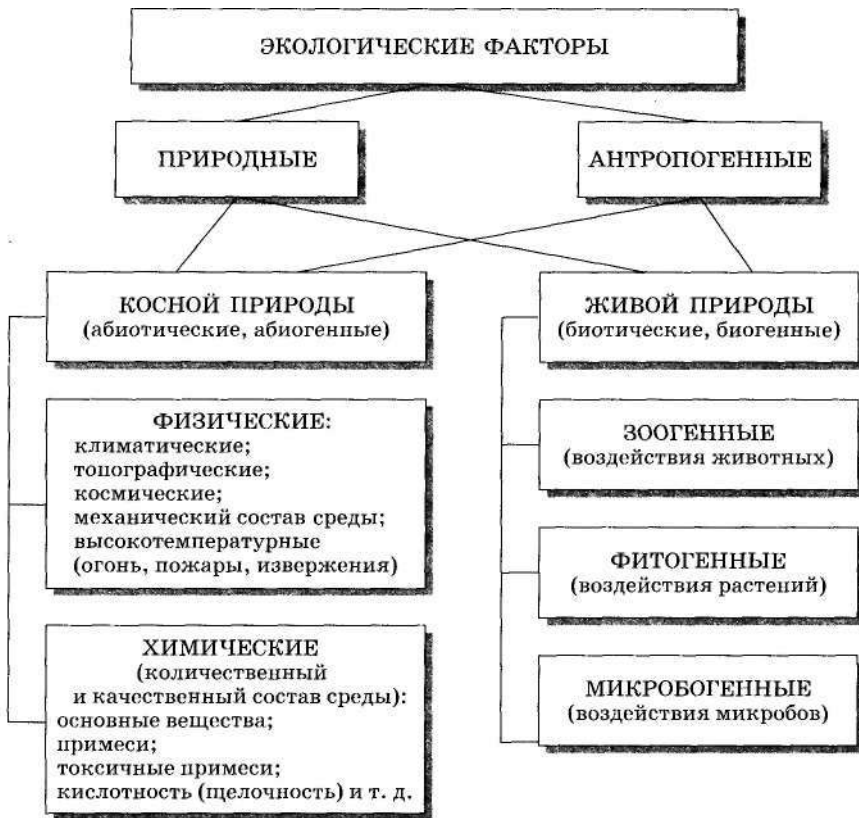 ЭКОЛОГИЧЕСКИЕ ФАКТОРЫ
ПРИРОДНЫЕ
АНТРОПОГЕННЫЕ
КОСНОЙ ПРИРОДЫ
(абиотические, абиогенные)
ФИЗИЧЕСКИЕ:
климатические;
топографические;
космические;
механический состав среды;
высокотемпературные
(огонь, пожары, извержения)
ХИМИЧЕСКИЕ
(количественный
и качественный состав среды):
основные вещества;
примеси;
токсичные примеси;
кислотность (щелочность) и т. д.
ЖИВОЙ ПРИРОДЫ
(биотические, биогенные)
ЗООГЕННЫЕ
(воздействия животных)
ФИТОГЕННЫЕ
(воздействия растений)
МИКРОБОГЕННЫЕ
(воздействия микробов)